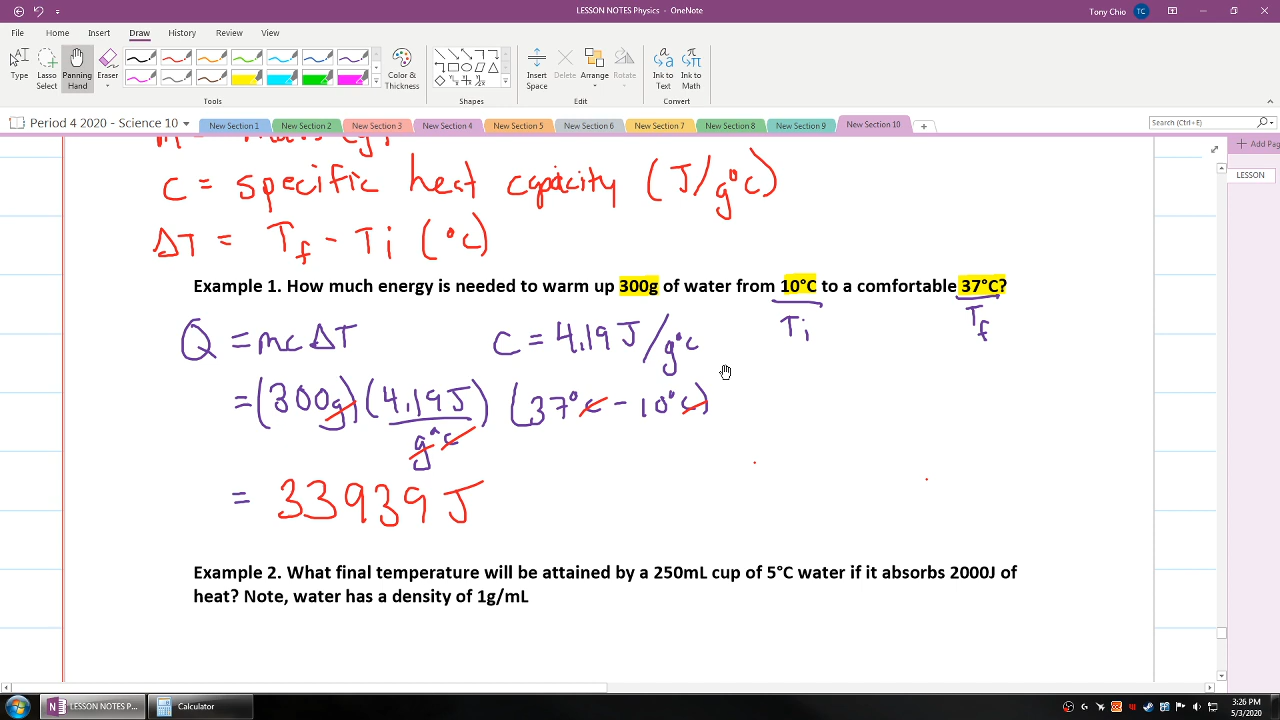 LESSON NOTES Physics - OneNote
Tony Chio TC
File Home Insert Draw History Review View
Type
Lasso Select
Panning Hand
Eraser
Color & Thickness
Insert Space
Delete
Arrange
Rotate
Ink to Text
Ink to Math
Tools Shapes Edit Convert
Period 4 2020 - Science 10
New Section 1 New Section 2 New Section 3 New Section 4 New Section 5 New Section 6 New Section 7 New Section 8 New Section 9 New Section 10
Search (Ctrl+E)
Add Pag
LESSON
C = specific heat capacity (J/g°C)
ΔT = Tf - Ti (°C)
Example 1. How much energy is needed to warm up 300g of water from 10°C to a comfortable 37°C?
Ti Tf
Q = mcΔT C = 4.19 J/g°C
= (300g) (4.19J/g°C) (37°C - 10°C)
= 33939 J
Example 2. What final temperature will be attained by a 250mL cup of 5°C water if it absorbs 2000J of
heat? Note, water has a density of 1g/mL
LESSON NOTES P...
Calculator
3:26 PM
5/3/2020